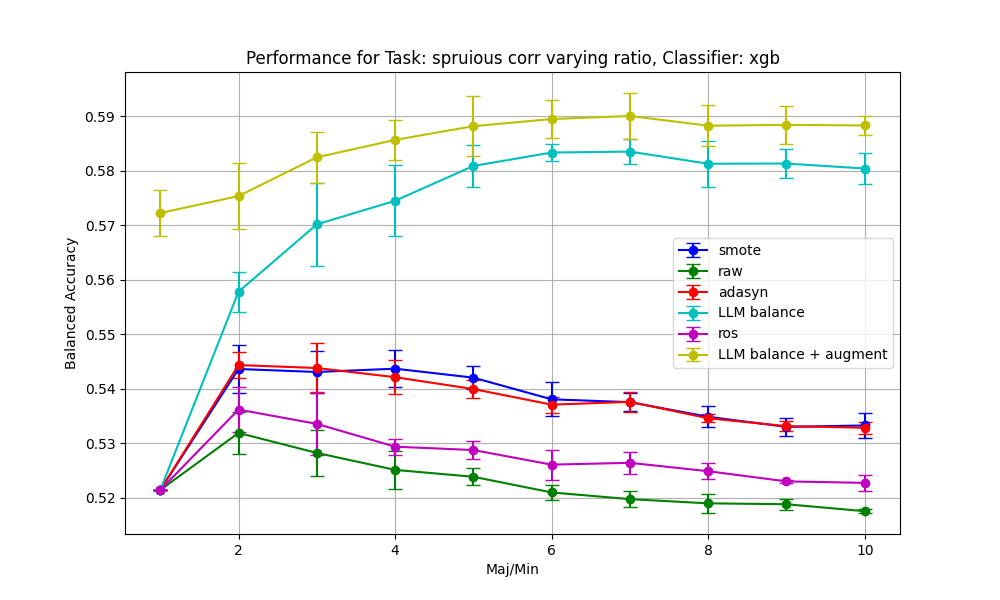 Performance for Task: spruious corr varying ratio, Classifier: xgb
Balanced Accuracy
0.59
0.58
0.57
0.56
0.55
0.54
0.53
0.52
smote
raw
adasyn
LLM balance
ros
LLM balance + augment
2 4 6 8 10
Maj/Min